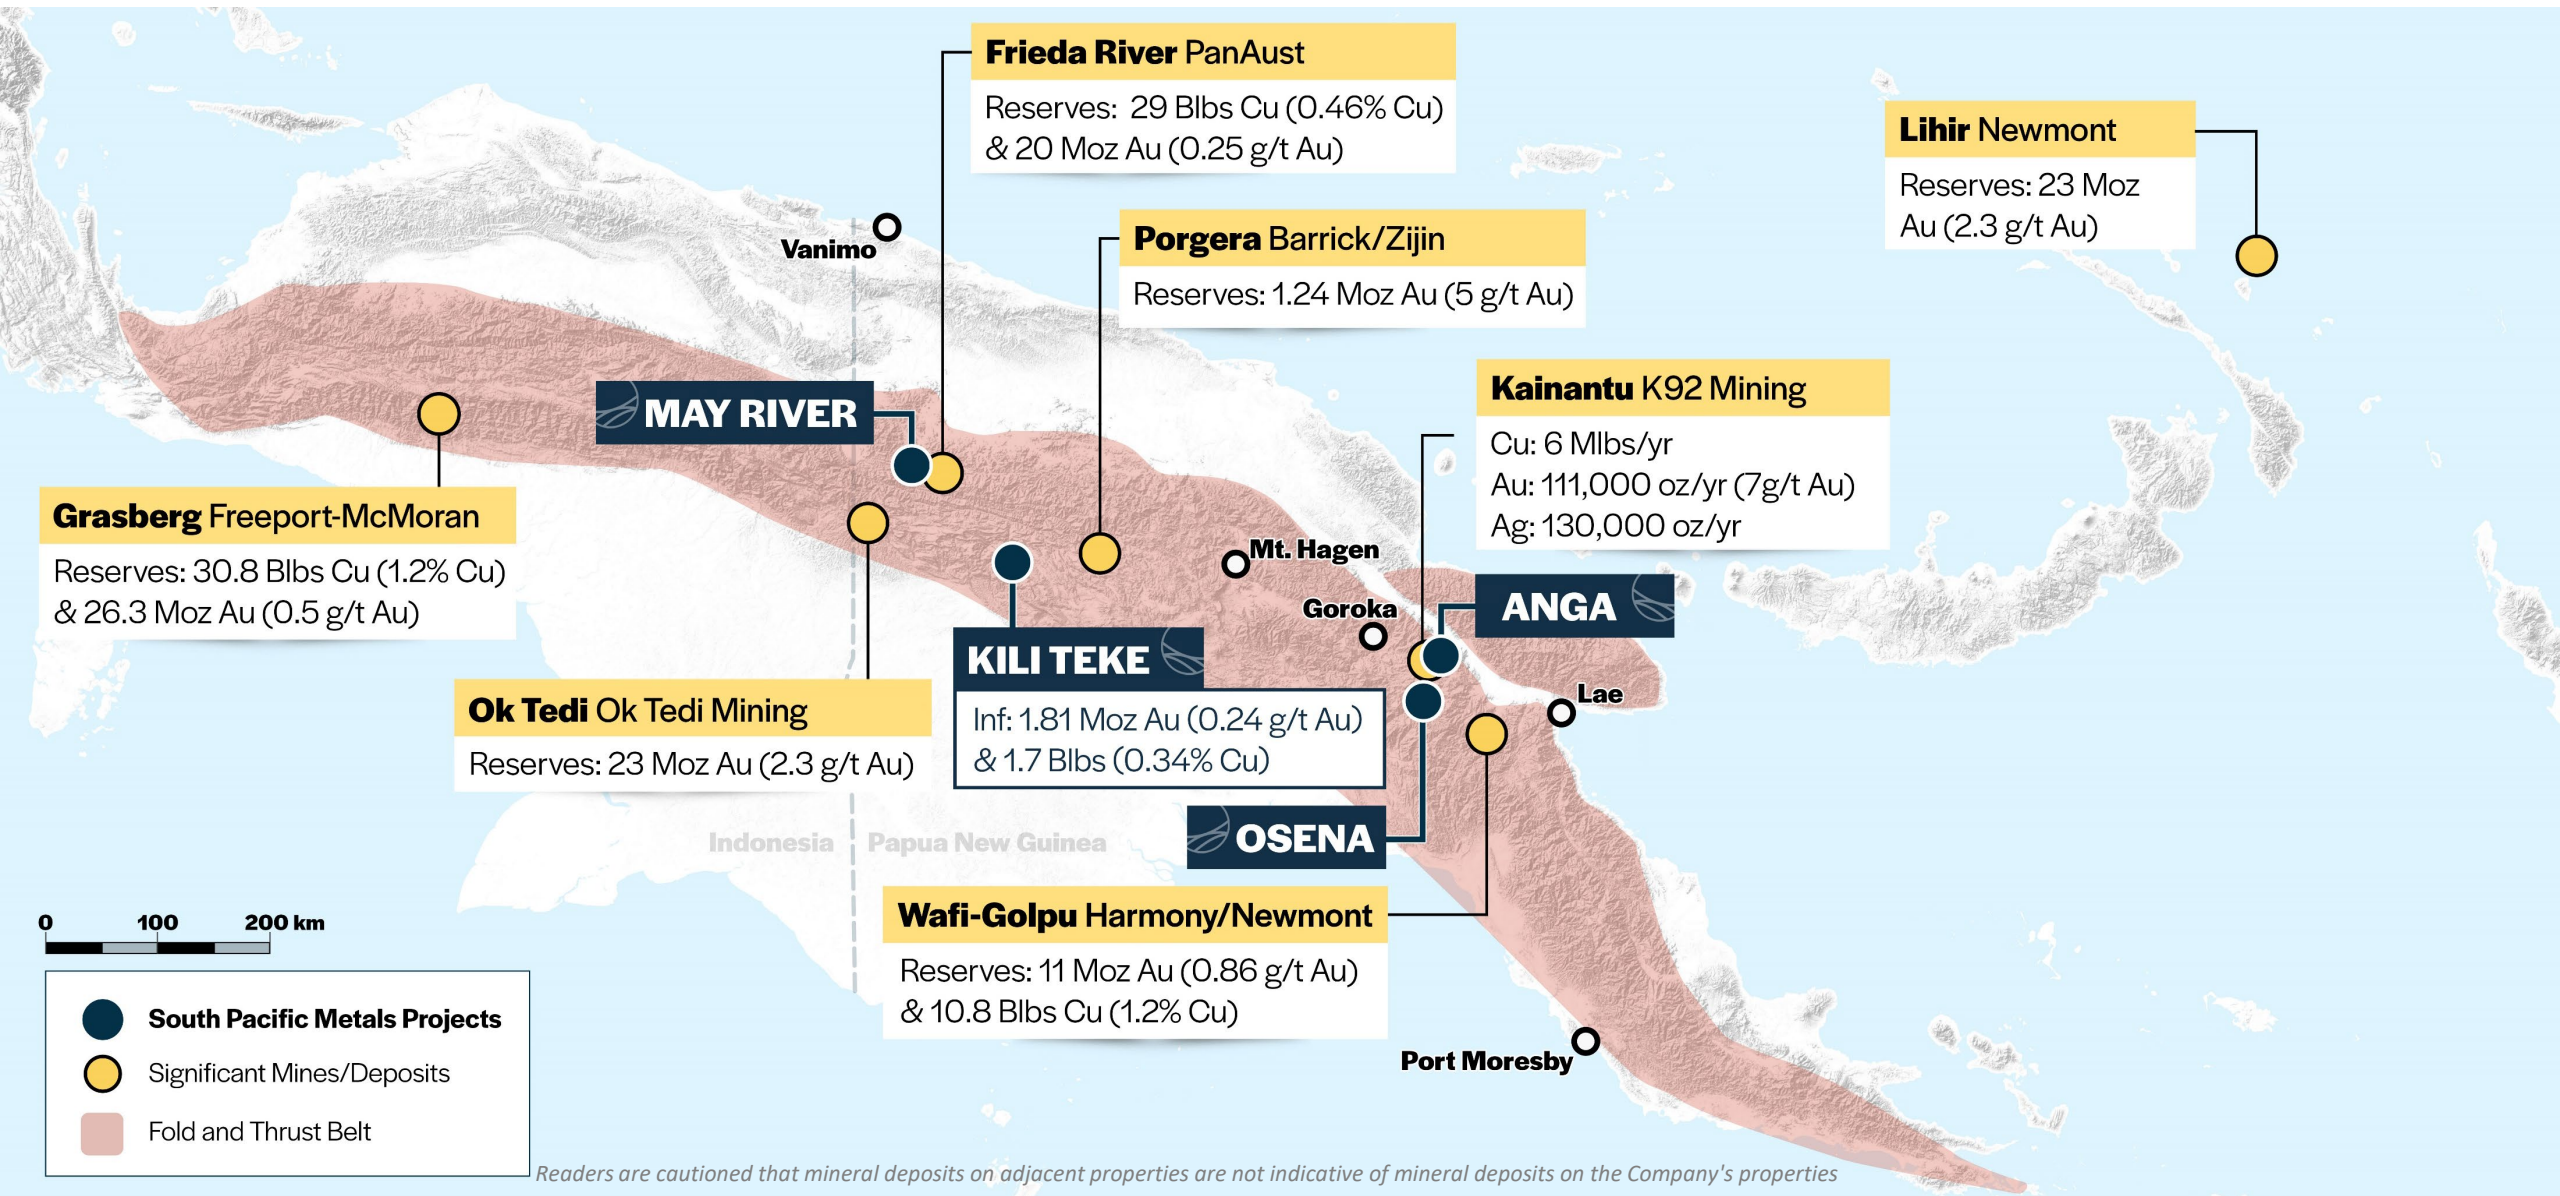 Frieda River PanAust
Reserves: 29 Blbs Cu (0.46% Cu)
& 20 Moz Au (0.25 g/t Au)
Lihir Newmont
Reserves: 23 Moz
Au (2.3 g/t Au)
Porgera Barrick/Zijin
Reserves: 1.24 Moz Au (5 g/t Au)
Vanimo
Kainantu K92 Mining
Cu: 6 Mlbs/yr
Au: 111,000 oz/yr (7g/t Au)
Ag: 130,000 oz/yr
MAY RIVER
Grasberg Freeport-McMoran
Reserves: 30.8 Blbs Cu (1.2% Cu)
& 26.3 Moz Au (0.5 g/t Au)
Mt. Hagen
Goroka
ANGA
KILI TEKE
Inf: 1.81 Moz Au (0.24 g/t Au)
& 1.7 Blbs (0.34% Cu)
Lae
Ok Tedi Ok Tedi Mining
Reserves: 23 Moz Au (2.3 g/t Au)
OSENA
Indonesia
Papua New Guinea
Wafi-Golpu Harmony/Newmont
Reserves: 11 Moz Au (0.86 g/t Au)
& 10.8 Blbs Cu (1.2% Cu)
Port Moresby
0 100 200 km
South Pacific Metals Projects
Significant Mines/Deposits
Fold and Thrust Belt
Readers are cautioned that mineral deposits on adjacent properties are not indicative of mineral deposits on the Company's properties